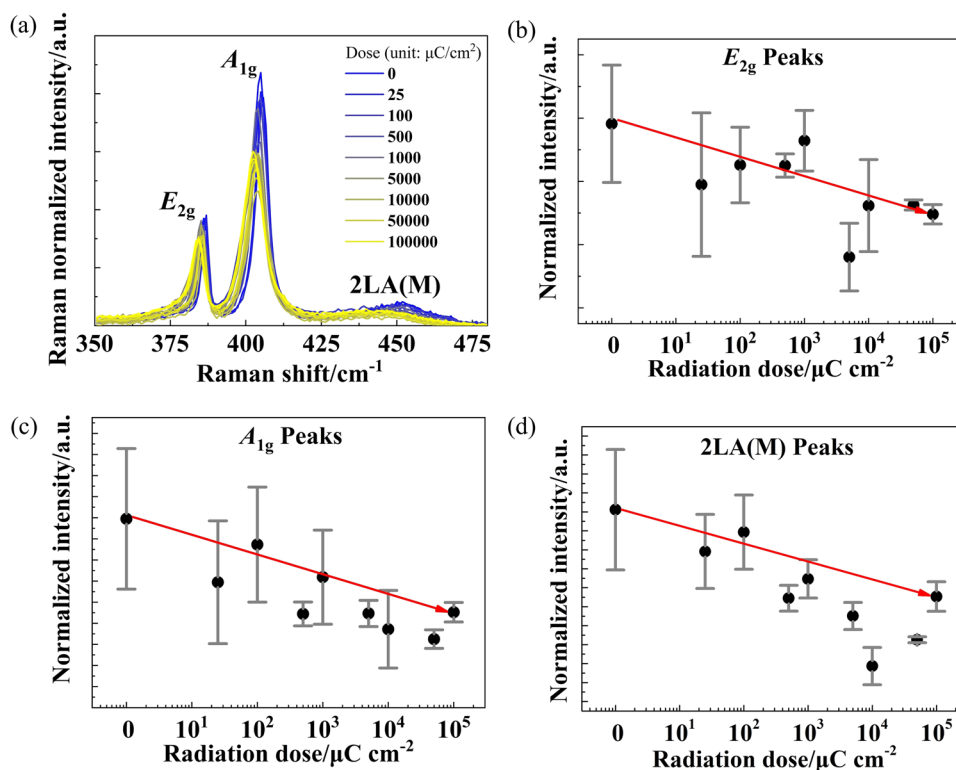 (a)
Raman normalized intensity/a.u.
A1g
E2g
2LA(M)
Dose (unit: μC/cm²)
0
25
100
500
1000
5000
10000
50000
100000
350 375 400 425 450 475
Raman shift/cm⁻¹
(b)
E2g Peaks
Normalized intensity/a.u.
0 10¹ 10² 10³ 10⁴ 10⁵
Radiation dose/μC cm⁻²
(c)
A1g Peaks
Normalized intensity/a.u.
0 10¹ 10² 10³ 10⁴ 10⁵
Radiation dose/μC cm⁻²
(d)
2LA(M) Peaks
Normalized intensity/a.u.
0 10¹ 10² 10³ 10⁴ 10⁵
Radiation dose/μC cm⁻²